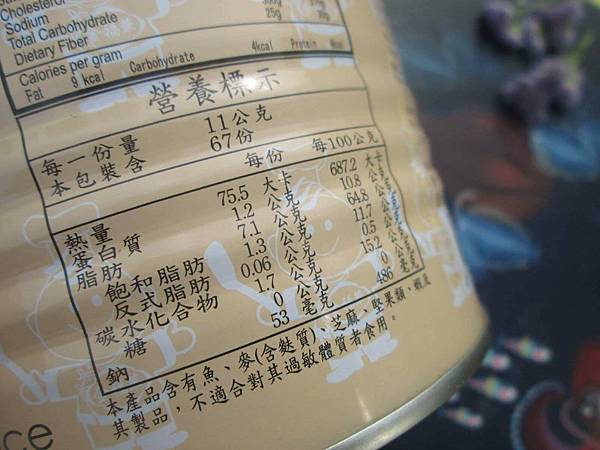 Cholesterol
Sodium
Total Carbohydrate 300g
Dietary Fiber 25g
Calories per gram
Fat 9 kcal Carbohydrate 4kcal Protein
營養標示
每一份量 11公克
本包裝含 67份
每份 每100公克
熱量 75.5 大卡 687.2 大卡
蛋白質 1.2 公克 10.8 公克
脂肪 7.1 公克 64.8 公克
飽和脂肪 1.3 公克 11.7 公克
反式脂肪 0.06 公克 0.5 公克
碳水化合物 1.7 公克 15.2 公克
糖 0 公克 0 公克
鈉 53 毫克 486 毫克
本產品含有魚、麥(含麩質)、芝麻、堅果類、蝦及
其製品，不適合對其過敏體質者食用。
ce